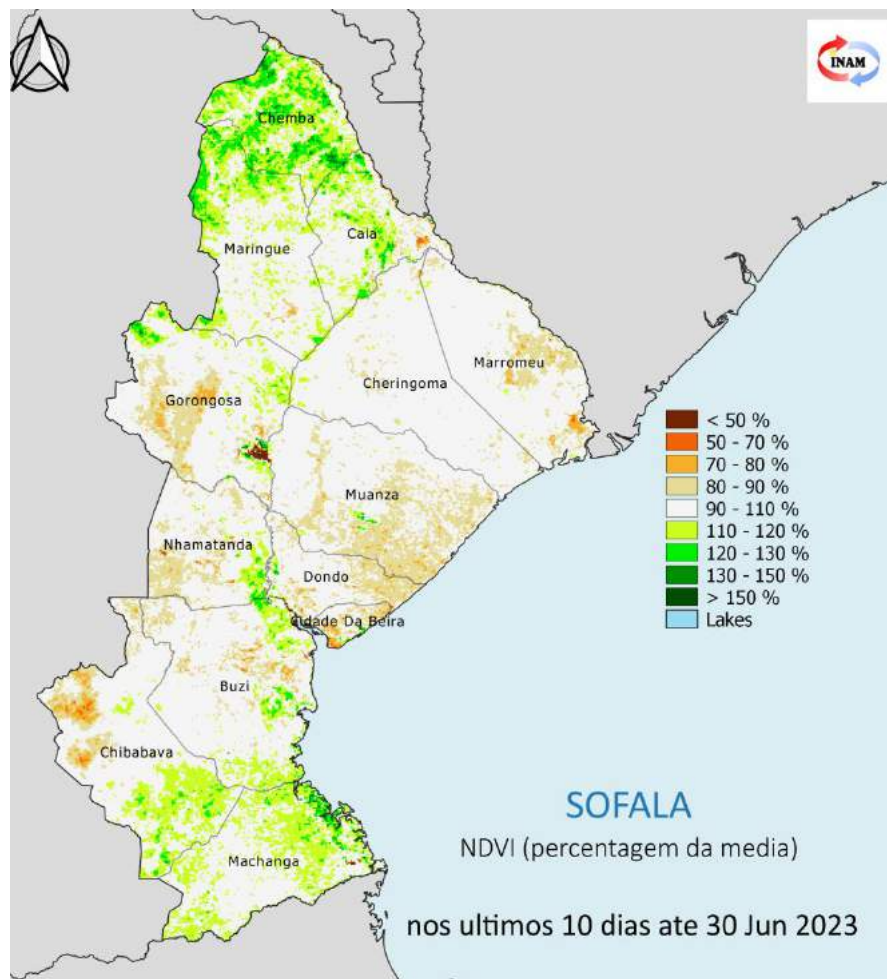 INAM
Chemba
Caia
Maringue
Marromeu
Cheringoma
Gorongosa
< 50 %
50 - 70 %
70 - 80 %
80 - 90 %
90 - 110 %
110 - 120 %
120 - 130 %
130 - 150 %
> 150 %
Lakes
Muanza
Nhamatanda
Dondo
Cidade Da Beira
Buzi
Chibabava
Machanga
SOFALA
NDVI (percentagem da media)
nos ultimos 10 dias ate 30 Jun 2023